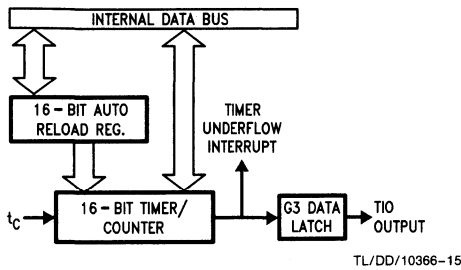 INTERNAL DATA BUS
16-BIT AUTO
RELOAD REG.
TIMER
UNDERFLOW
INTERRUPT
tC
16-BIT TIMER/
COUNTER
G3 DATA
LATCH
TIO
OUTPUT
TL/DD/10366-15